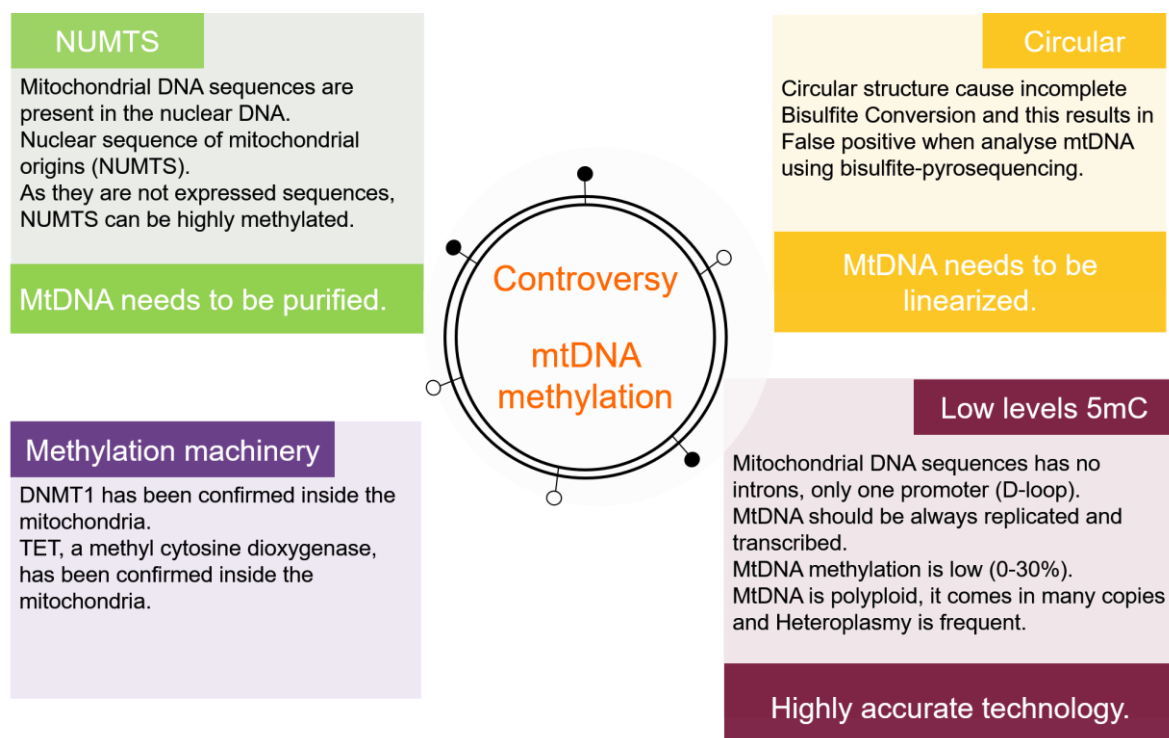 NUMTS
Mitochondrial DNA sequences are
present in the nuclear DNA.
Nuclear sequence of mitochondrial
origins (NUMTS).
As they are not expressed sequences,
NUMTS can be highly methylated.
MtDNA needs to be purified.
Circular
Circular structure cause incomplete
Bisulfite Conversion and this results in
False positive when analyse mtDNA
using bisulfite-pyrosequencing.
MtDNA needs to be
linearized.
Controversy
mtDNA
methylation
Methylation machinery
DNMT1 has been confirmed inside the
mitochondria.
TET, a methyl cytosine dioxygenase,
has been confirmed inside the
mitochondria.
Low levels 5mC
Mitochondrial DNA sequences has no
introns, only one promoter (D-loop).
MtDNA should be always replicated and
transcribed.
MtDNA methylation is low (0-30%).
MtDNA is polyploid, it comes in many copies
and Heteroplasmy is frequent.
Highly accurate technology.